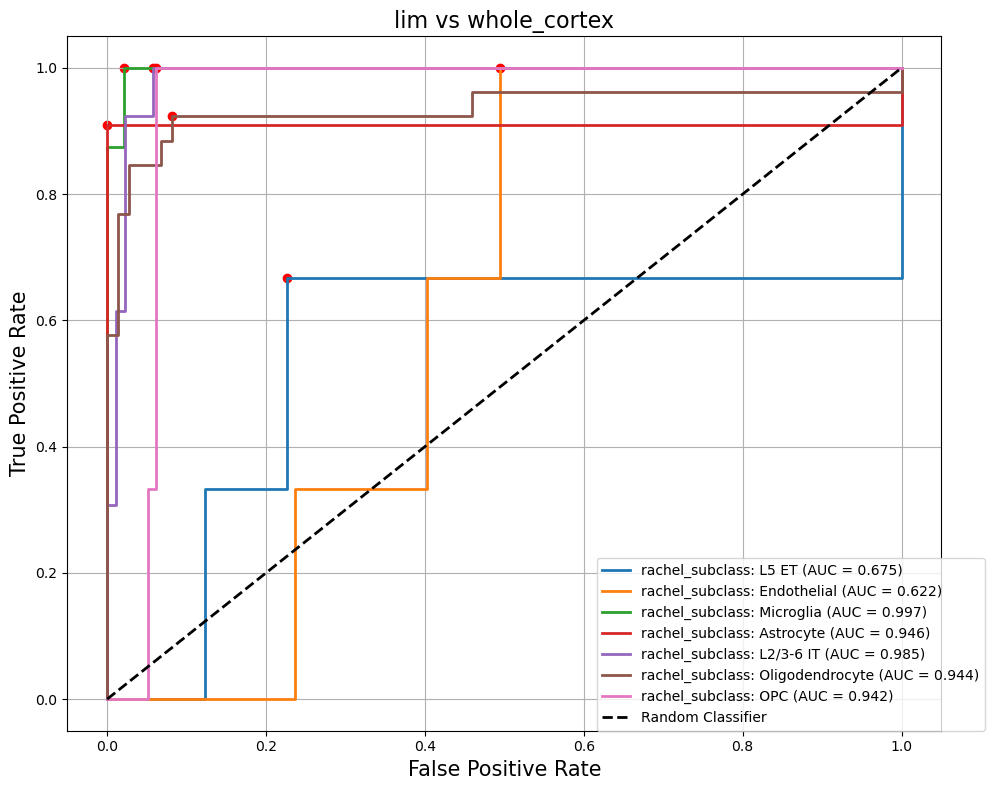 lim vs whole_cortex
True Positive Rate
1.0
0.8
0.6
0.4
0.2
0.0
0.0 0.2 0.4 0.6 0.8 1.0
False Positive Rate
rachel_subclass: L5 ET (AUC = 0.675)
rachel_subclass: Endothelial (AUC = 0.622)
rachel_subclass: Microglia (AUC = 0.997)
rachel_subclass: Astrocyte (AUC = 0.946)
rachel_subclass: L2/3-6 IT (AUC = 0.985)
rachel_subclass: Oligodendrocyte (AUC = 0.944)
rachel_subclass: OPC (AUC = 0.942)
Random Classifier